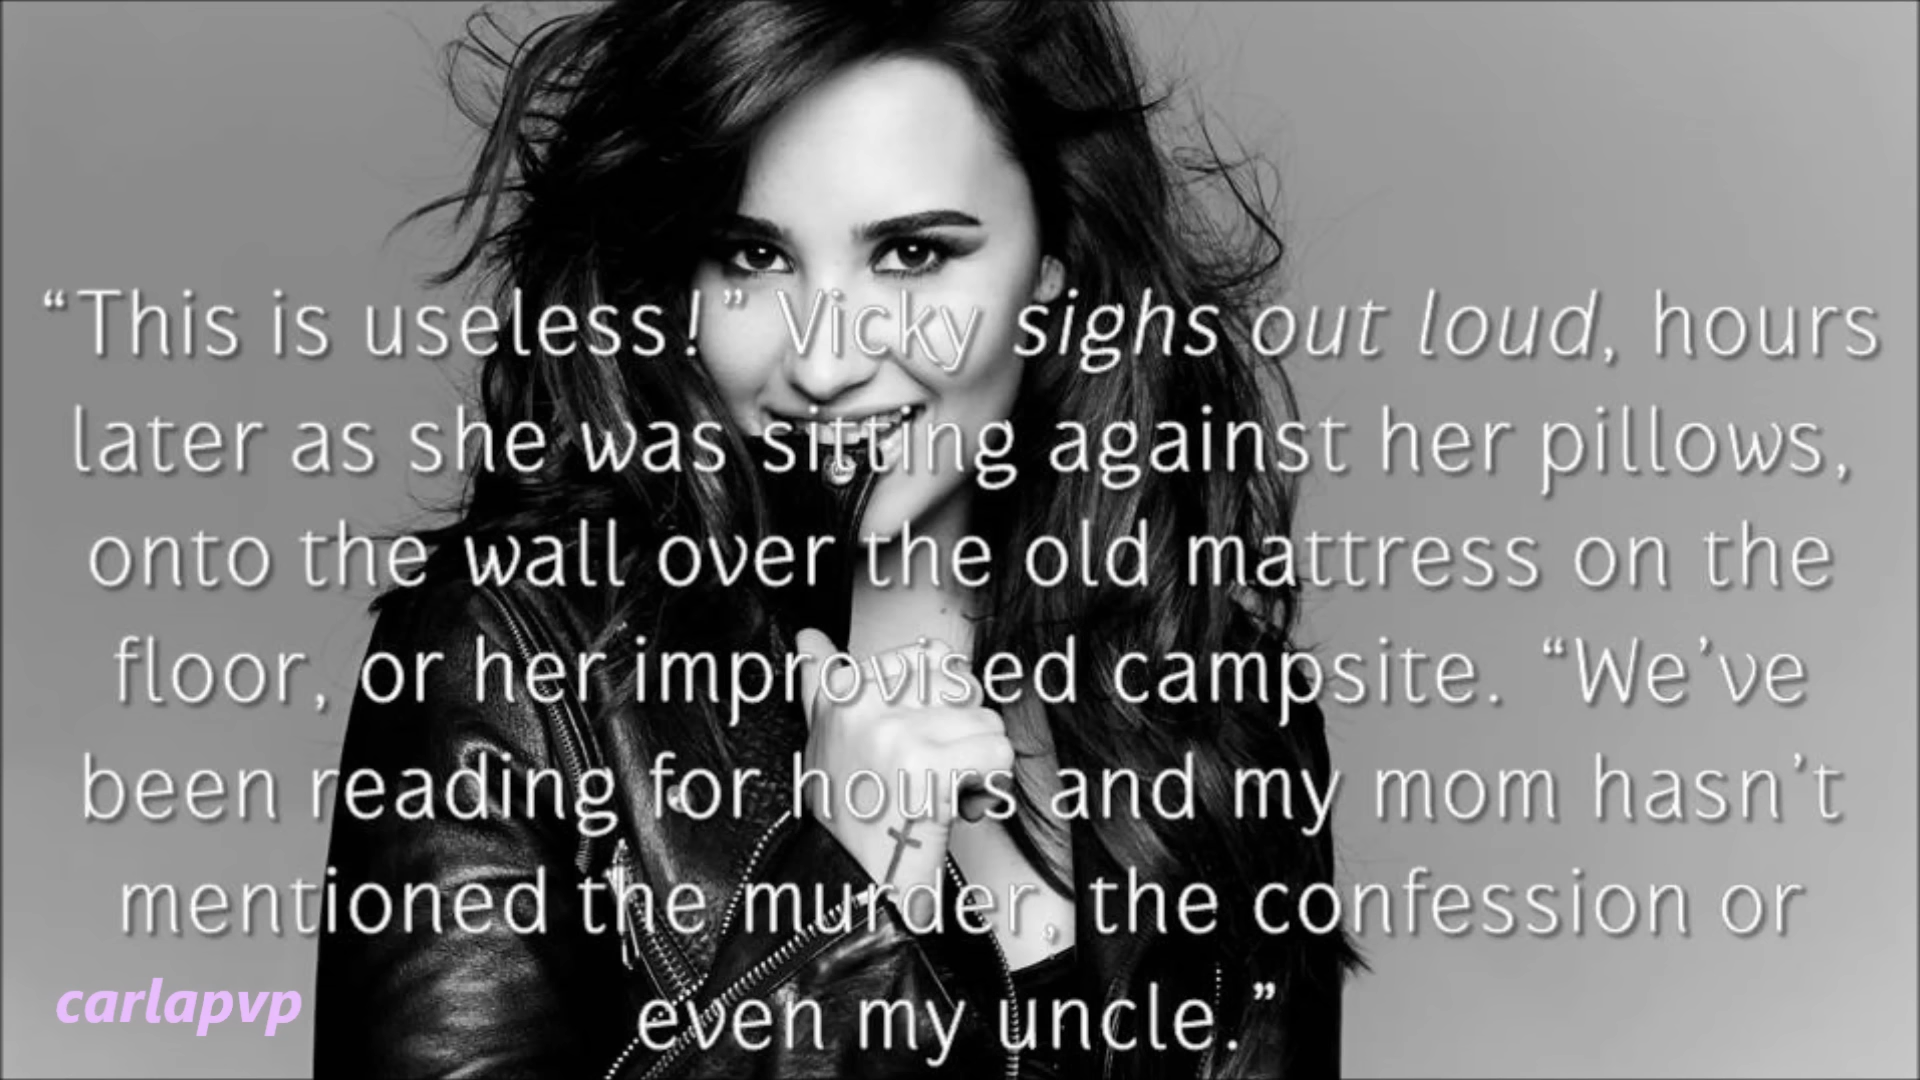 “This is useless!” Vicky sighs out loud, hours
later as she was sitting against her pillows,
onto the wall over the old mattress on the
floor, or her improvised campsite. “We’ve
been reading for hours and my mom hasn’t
mentioned the murder, the confession or
even my uncle.”
carlapvp